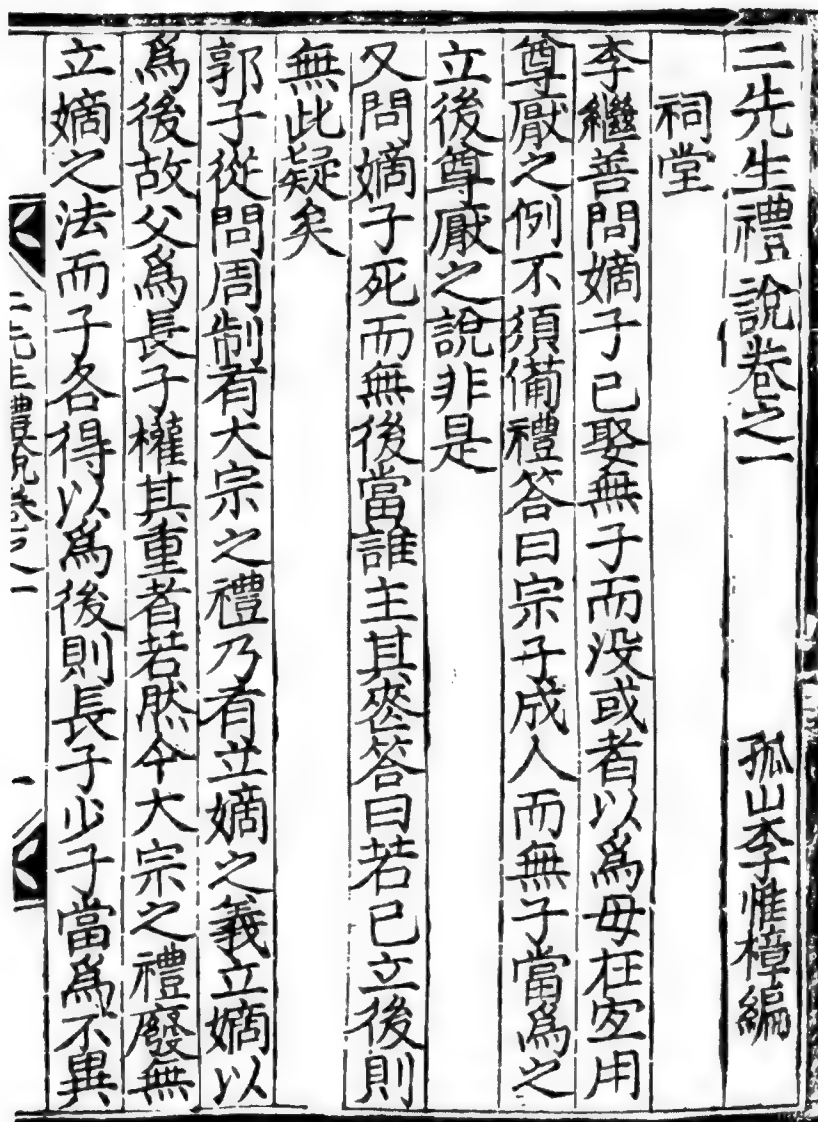 二先生禮說卷之一　孤山李惟樟編
祠堂
李繼善問嫡子已娶無子而没或者以爲母在宜用
尊厭之例不須備禮答曰宗子成人而無子當爲之
立後尊厭之說非是
又問嫡子死而無後當誰主其喪答曰若已立後則
無此疑矣
郭子從問周制有大宗之禮乃有立嫡之義立嫡以
爲後故父爲長子權其重者若然今大宗之禮廢無
立嫡之法而子各得以爲後則長子少子當爲不異
二先生禮說卷之一
一